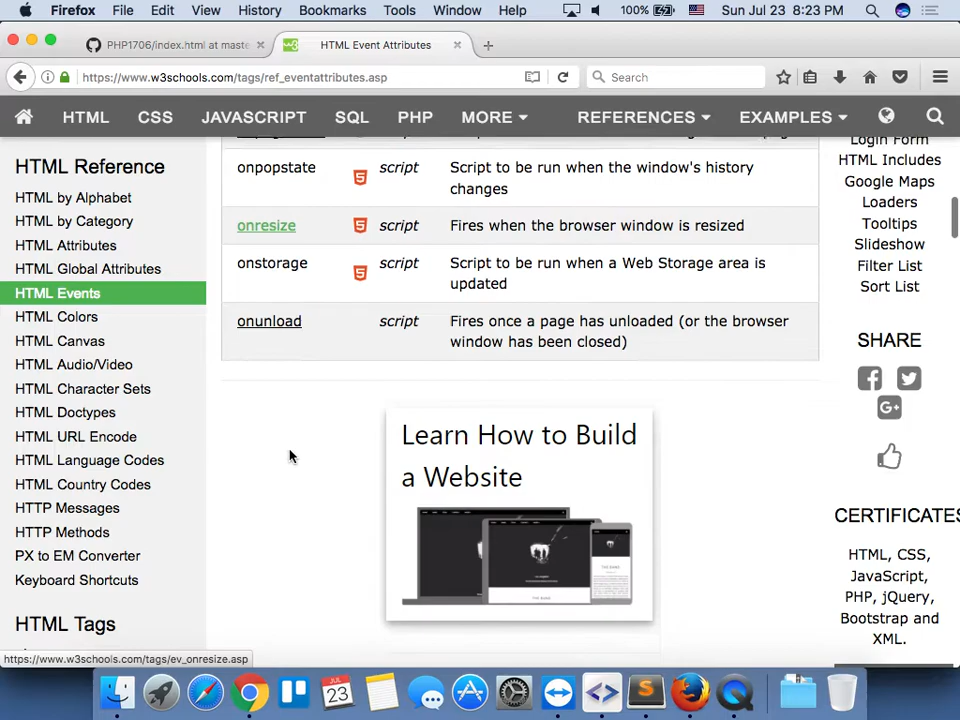 Firefox File Edit View History Bookmarks Tools Window Help 100% Sun Jul 23 8:23 PM
PHP1706/index.html at maste
HTML Event Attributes
https://www.w3schools.com/tags/ref_eventattributes.asp
Search
HTML CSS JAVASCRIPT SQL PHP MORE REFERENCES EXAMPLES
HTML Reference
HTML by Alphabet
HTML by Category
HTML Attributes
HTML Global Attributes
HTML Events
HTML Colors
HTML Canvas
HTML Audio/Video
HTML Character Sets
HTML Doctypes
HTML URL Encode
HTML Language Codes
HTML Country Codes
HTTP Messages
HTTP Methods
PX to EM Converter
Keyboard Shortcuts
HTML Tags
onpopstate script Script to be run when the window's history
changes
onresize script Fires when the browser window is resized
onstorage script Script to be run when a Web Storage area is
updated
onunload script Fires once a page has unloaded (or the browser
window has been closed)
Learn How to Build
a Website
Login Form
HTML Includes
Google Maps
Loaders
Tooltips
Slideshow
Filter List
Sort List
SHARE
CERTIFICATES
HTML, CSS,
JavaScript,
PHP, jQuery,
Bootstrap and
XML.
https://www.w3schools.com/tags/ev_onresize.asp
JUL
23